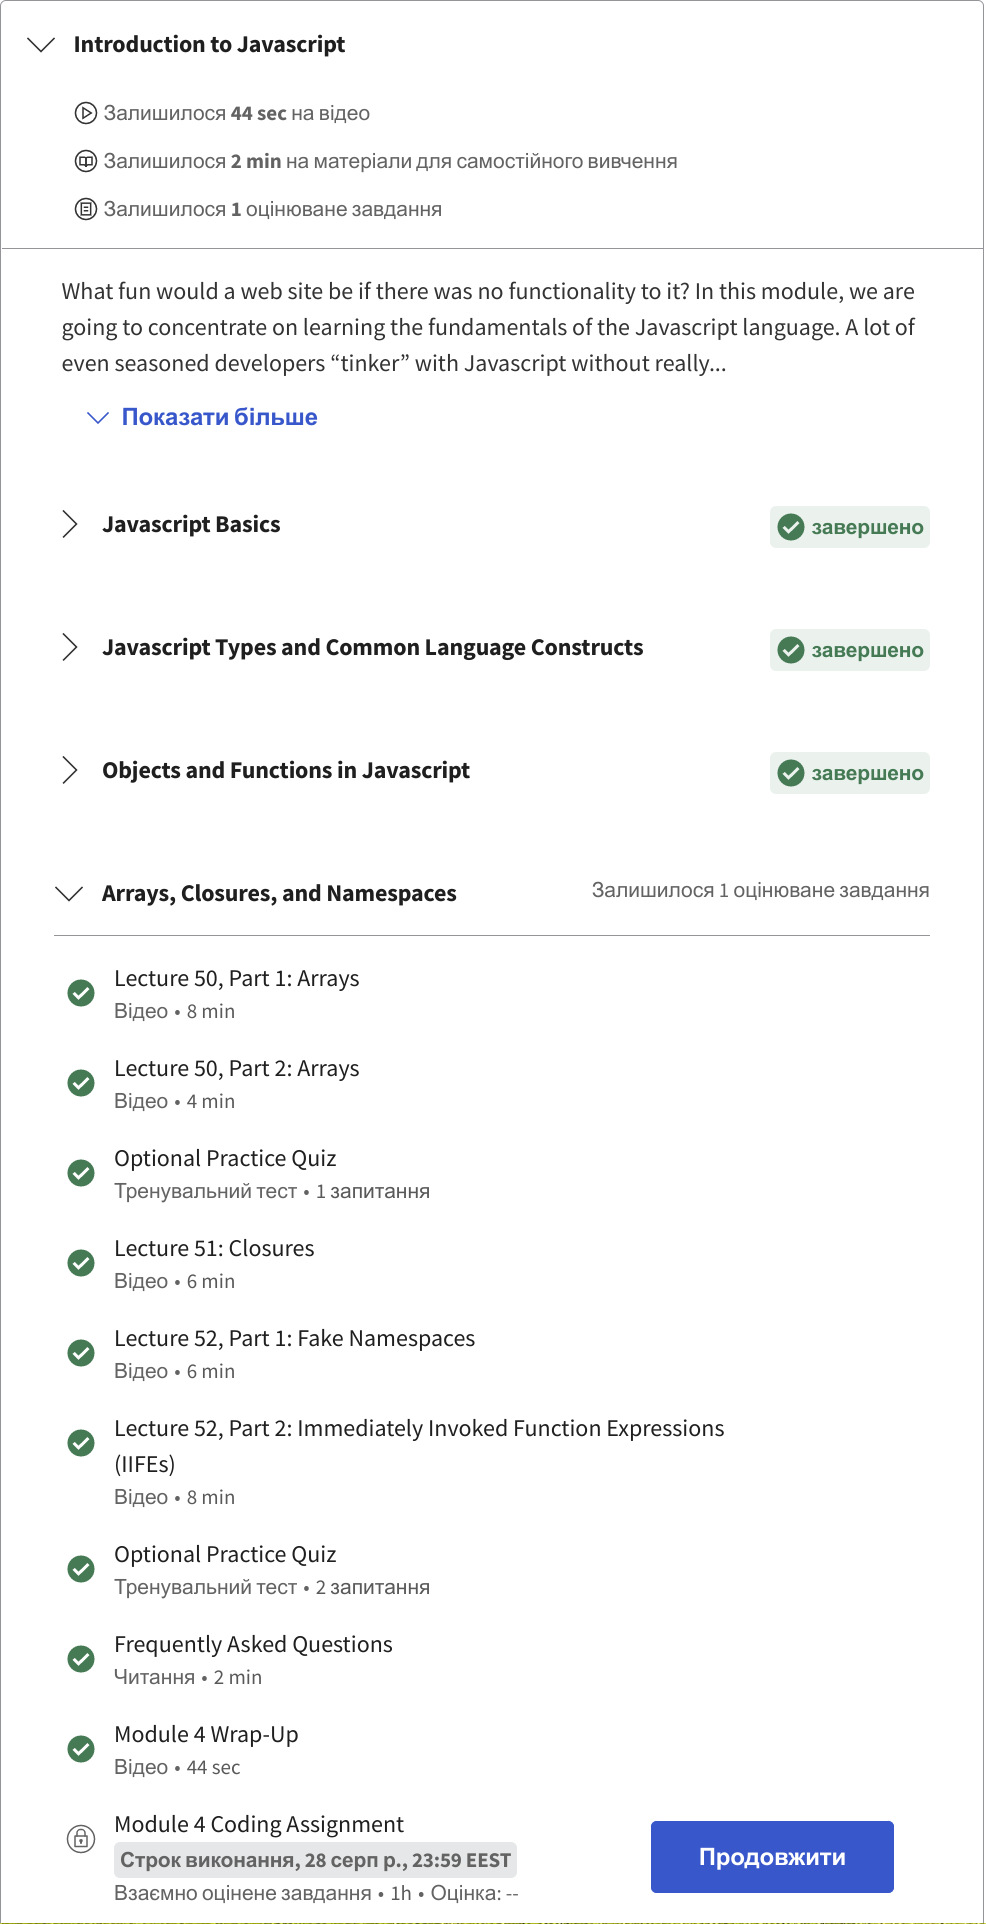 Introduction to Javascript
Залишилося 44 sec на відео
Залишилося 2 min на матеріали для самостійного вивчення
Залишилося 1 оцінюване завдання
What fun would a web site be if there was no functionality to it? In this module, we are
going to concentrate on learning the fundamentals of the Javascript language. A lot of
even seasoned developers “tinker” with Javascript without really...
Показати більше
Javascript Basics
завершено
Javascript Types and Common Language Constructs
завершено
Objects and Functions in Javascript
завершено
Arrays, Closures, and Namespaces
Залишилося 1 оцінюване завдання
Lecture 50, Part 1: Arrays
Відео • 8 min
Lecture 50, Part 2: Arrays
Відео • 4 min
Optional Practice Quiz
Тренувальний тест • 1 запитання
Lecture 51: Closures
Відео • 6 min
Lecture 52, Part 1: Fake Namespaces
Відео • 6 min
Lecture 52, Part 2: Immediately Invoked Function Expressions
(IIFEs)
Відео • 8 min
Optional Practice Quiz
Тренувальний тест • 2 запитання
Frequently Asked Questions
Читання • 2 min
Module 4 Wrap-Up
Відео • 44 sec
Module 4 Coding Assignment
Строк виконання, 28 серп р., 23:59 EEST
Взаємно оцінене завдання • 1h • Оцінка: --
Продовжити